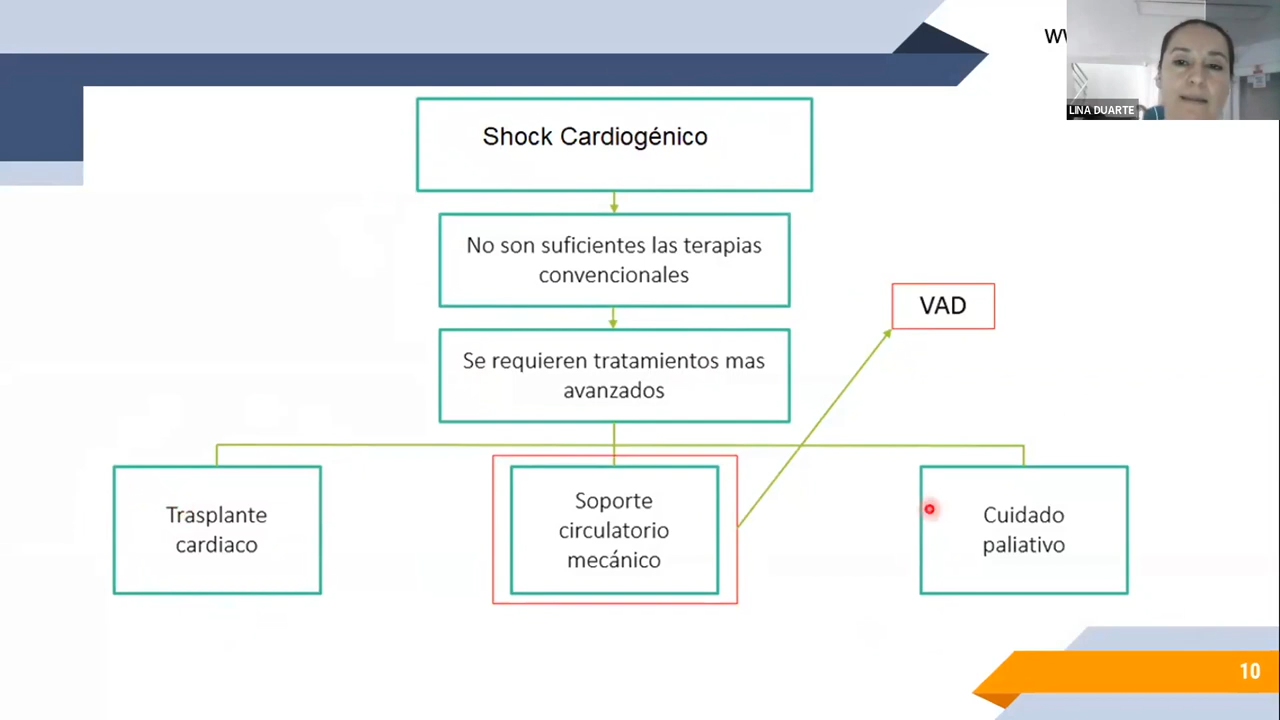 LINA DUARTE
Shock Cardiogénico
No son suficientes las terapias
convencionales
VAD
Se requieren tratamientos mas
avanzados
Trasplante
cardiaco
Soporte
circulatorio
mecánico
Cuidado
paliativo
10